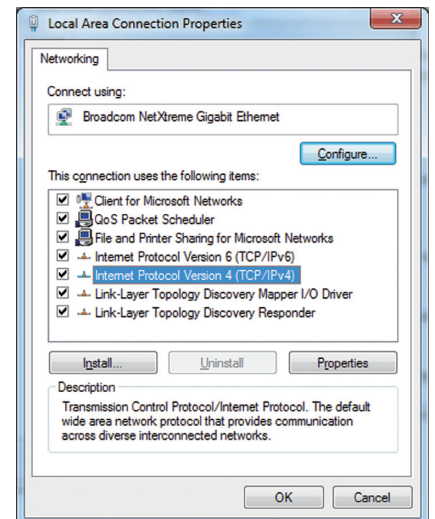 Local Area Connection Properties
Networking
Connect using:
Broadcom NetXtreme Gigabit Ethernet
Configure...
This connection uses the following items:
Client for Microsoft Networks
QoS Packet Scheduler
File and Printer Sharing for Microsoft Networks
Internet Protocol Version 6 (TCP/IPv6)
Internet Protocol Version 4 (TCP/IPv4)
Link-Layer Topology Discovery Mapper I/O Driver
Link-Layer Topology Discovery Responder
Install... Uninstall Properties
Description
Transmission Control Protocol/Internet Protocol. The default
wide area network protocol that provides communication
across diverse interconnected networks.
OK Cancel